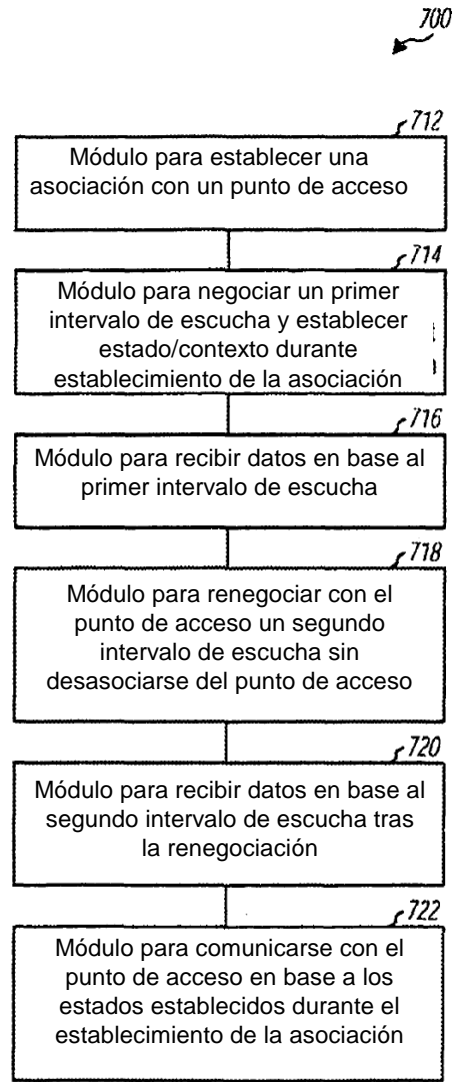 700
712
Módulo para establecer una
asociación con un punto de acceso
714
Módulo para negociar un primer
intervalo de escucha y establecer
estado/contexto durante
establecimiento de la asociación
716
Módulo para recibir datos en base al
primer intervalo de escucha
718
Módulo para renegociar con el
punto de acceso un segundo
intervalo de escucha sin
desasociarse del punto de acceso
720
Módulo para recibir datos en base al
segundo intervalo de escucha tras
la renegociación
722
Módulo para comunicarse con el
punto de acceso en base a los
estados establecidos durante el
establecimiento de la asociación